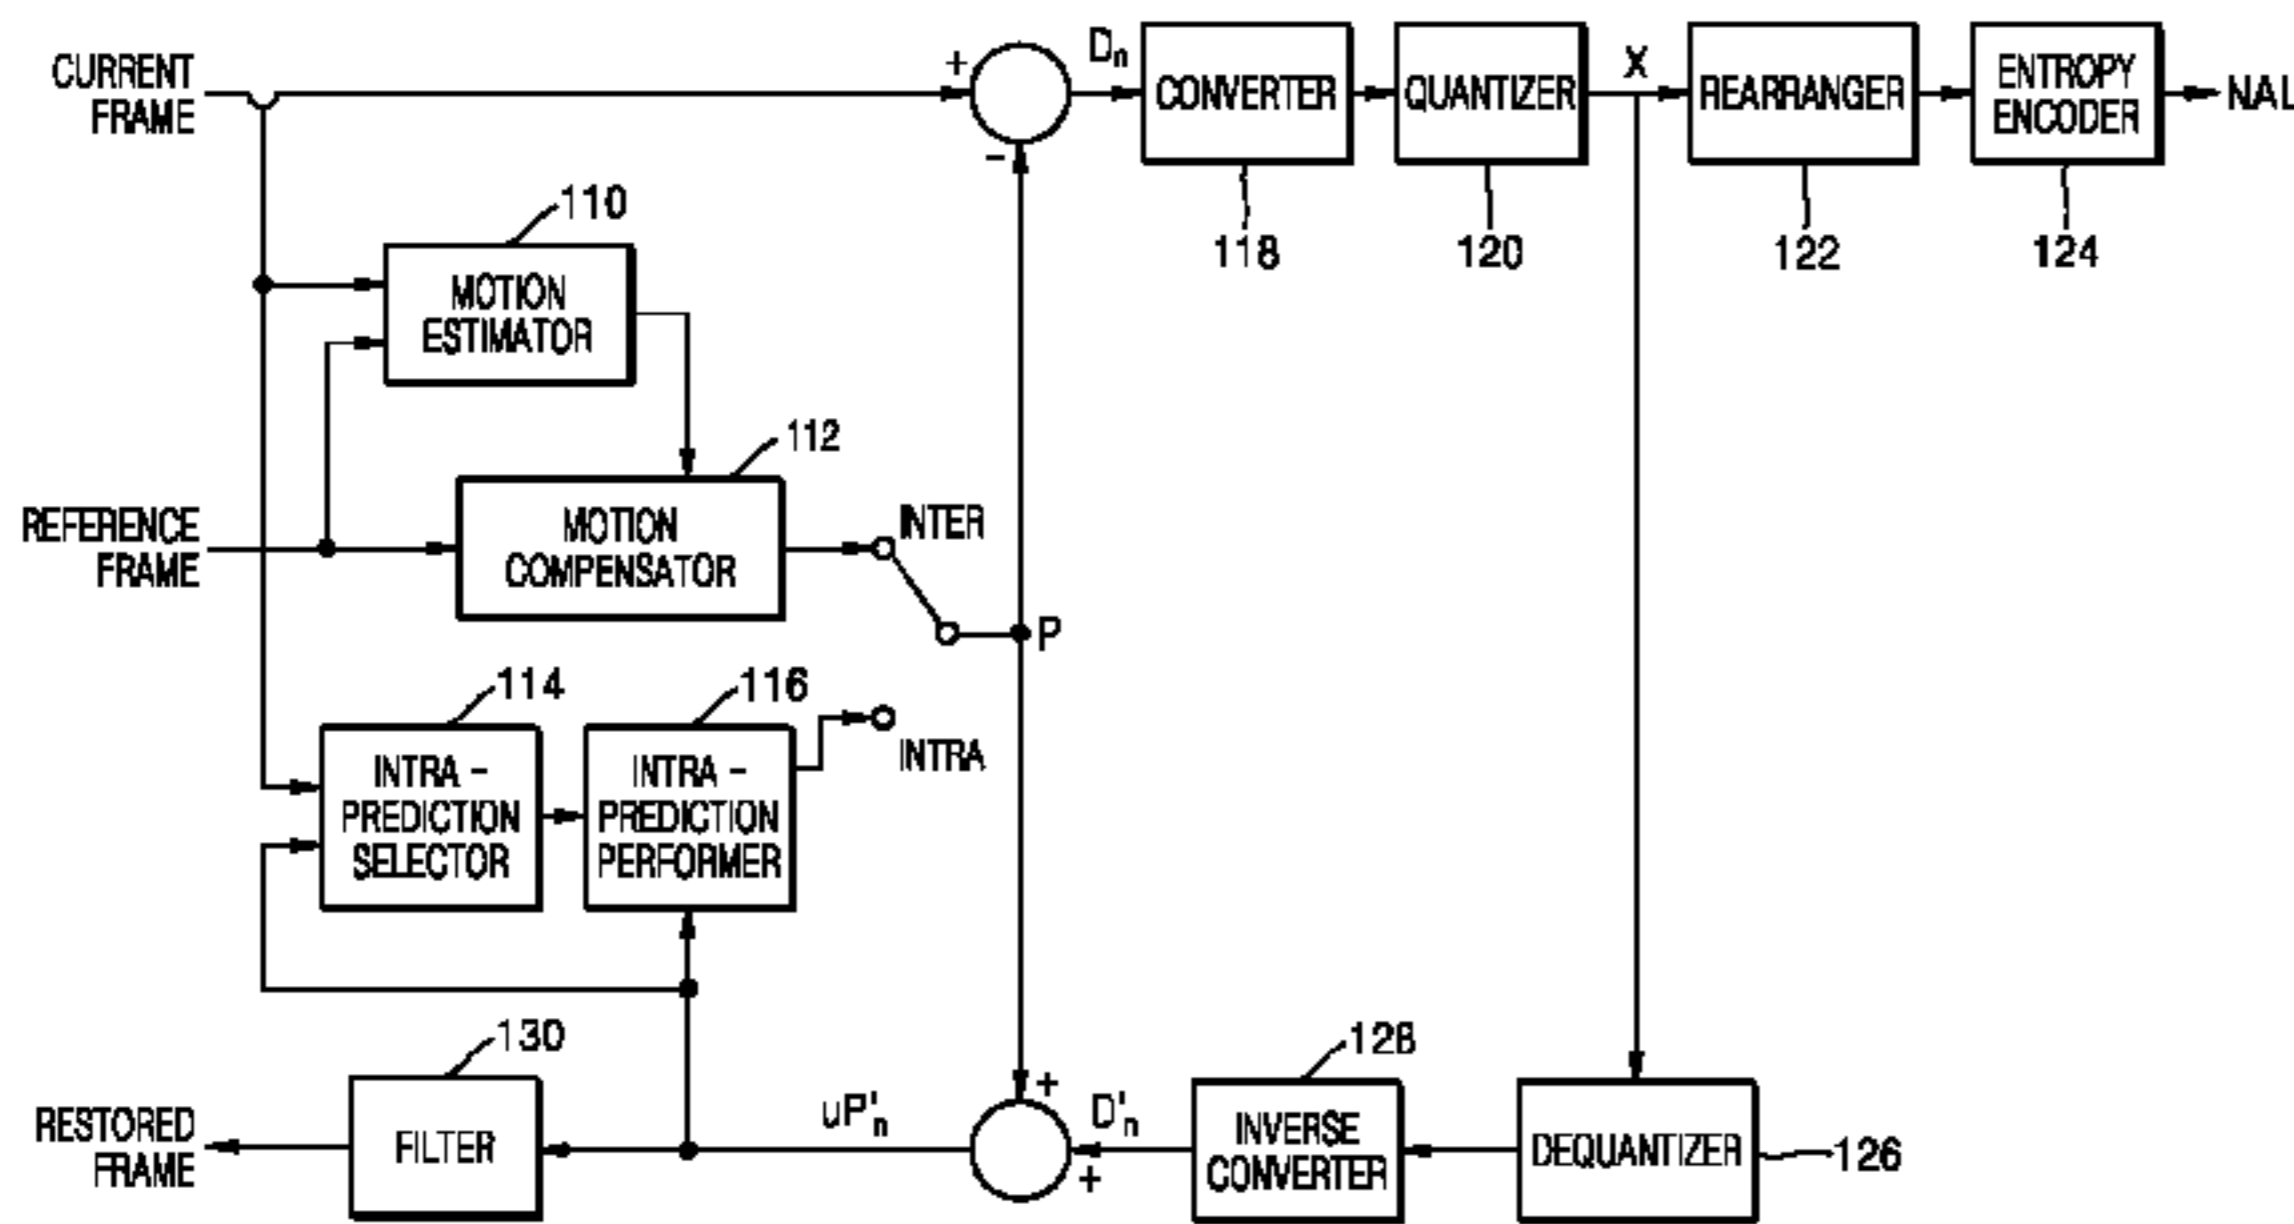 CURRENT
FRAME
+
-
Dn
CONVERTER
118
QUANTIZER
120
X
REARRANGER
122
ENTROPY
ENCODER
124
NAL
110
MOTION
ESTIMATOR
112
REFERENCE
FRAME
MOTION
COMPENSATOR
INTER
P
114
INTRA -
PREDICTION
SELECTOR
116
INTRA -
PREDICTION
PERFORMER
INTRA
130
RESTORED
FRAME
FILTER
uP'n
+
+
D'n
128
INVERSE
CONVERTER
DEQUANTIZER
126